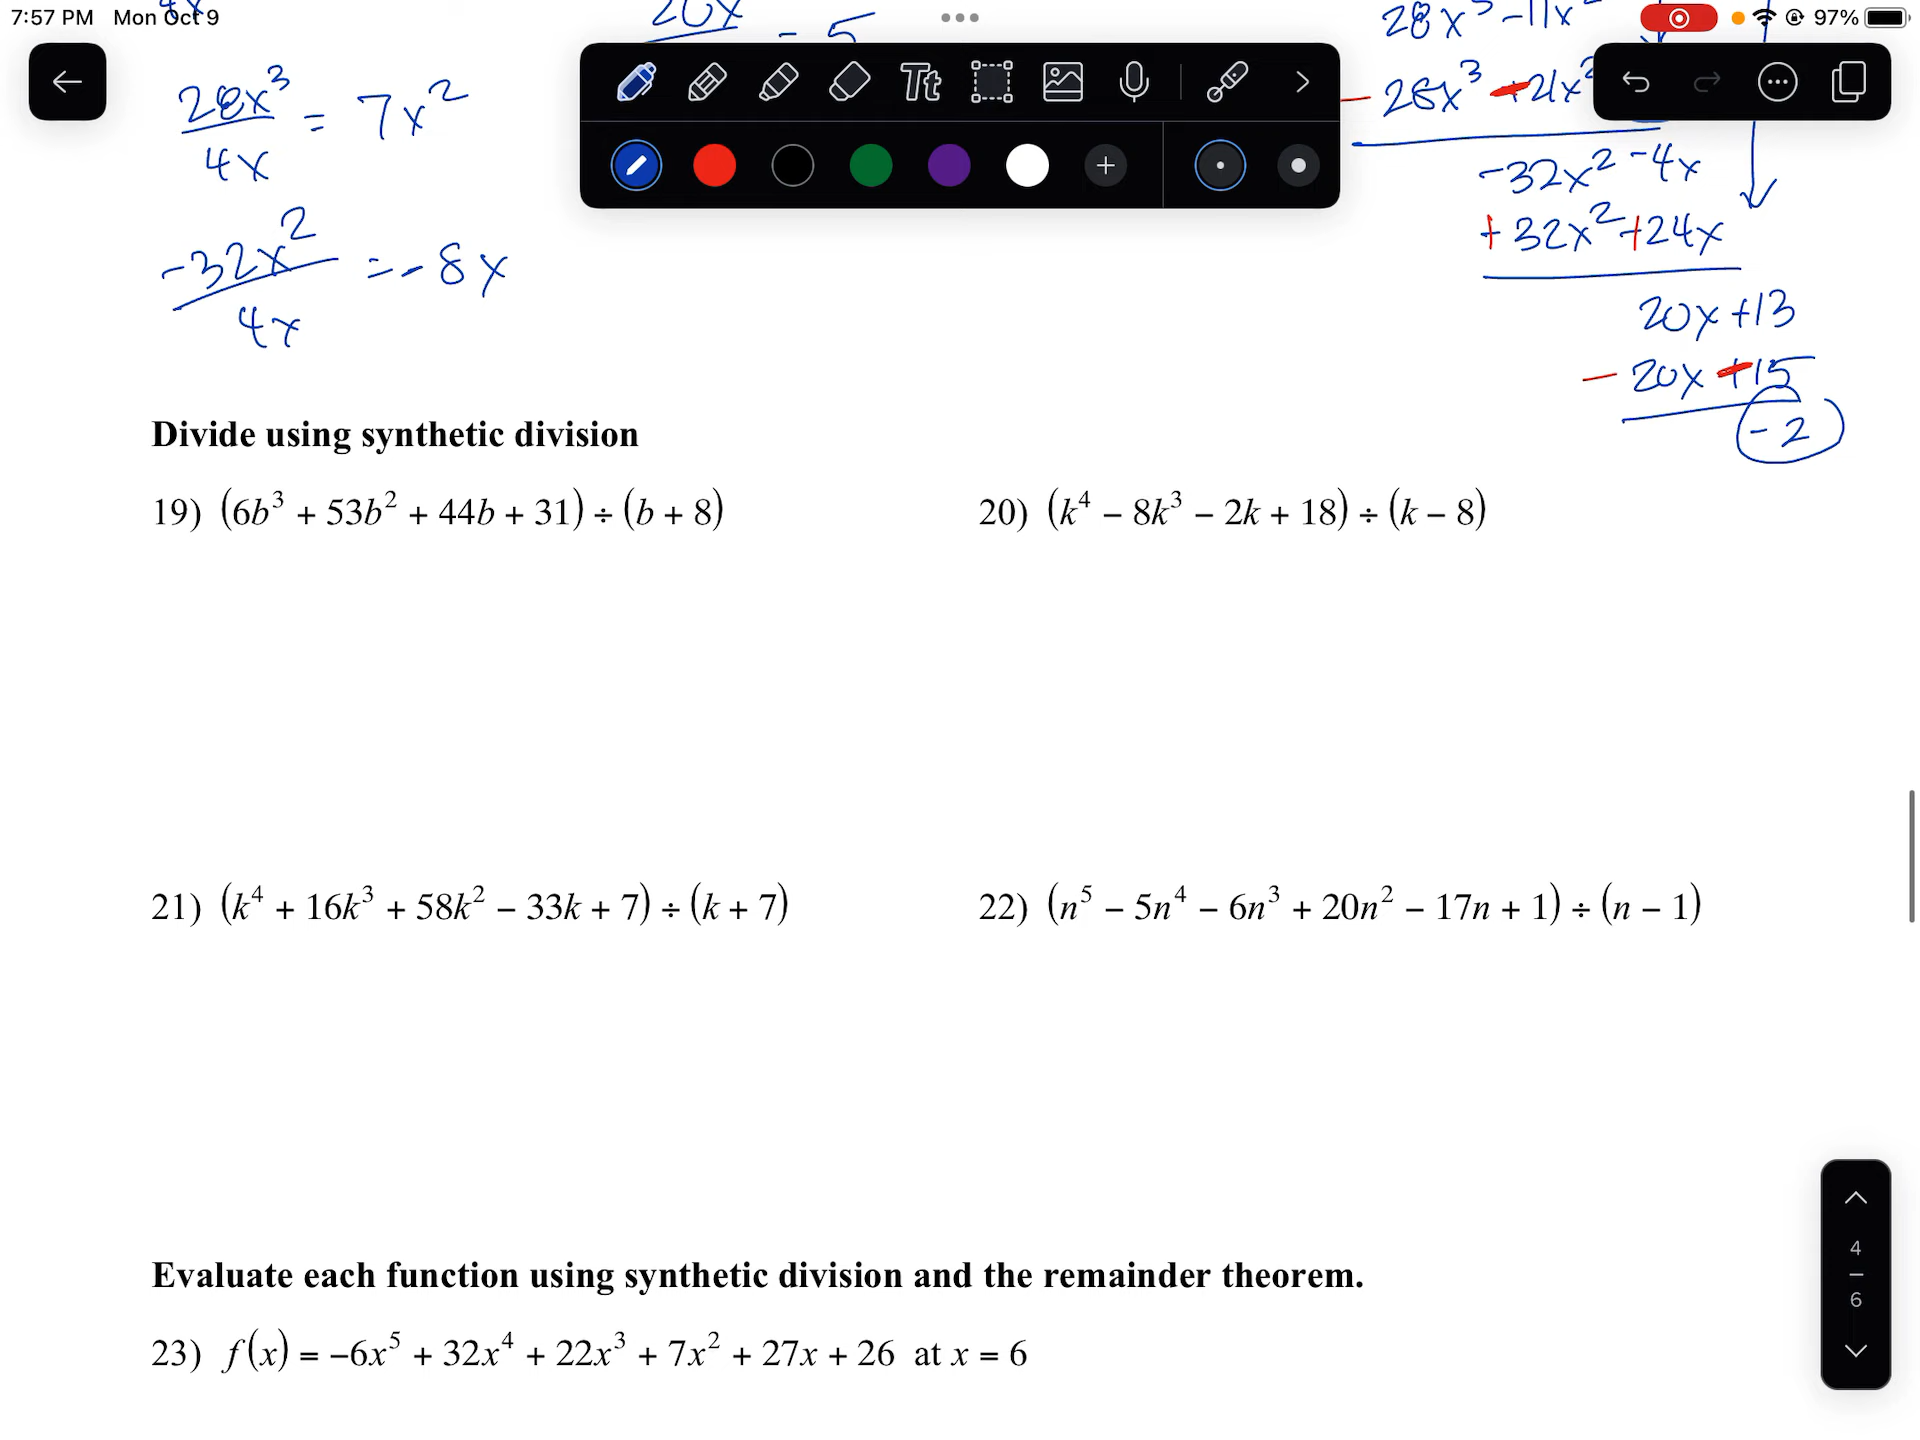 7:57 PM Mon Oct 9
97%
Tt
28x³ -11x
28x³ = 7x²
4x
- 28x³ - 21x²
-32x² -4x
+ 32x² +24x
-32x² = -8x
4x
20x +13
- 20x - 15
-2
Divide using synthetic division
19) (6b³ + 53b² + 44b + 31) ÷ (b + 8)
20) (k⁴ − 8k³ − 2k + 18) ÷ (k − 8)
21) (k⁴ + 16k³ + 58k² − 33k + 7) ÷ (k + 7)
22) (n⁵ − 5n⁴ − 6n³ + 20n² − 17n + 1) ÷ (n − 1)
4
6
Evaluate each function using synthetic division and the remainder theorem.
23) f(x) = −6x⁵ + 32x⁴ + 22x³ + 7x² + 27x + 26 at x = 6